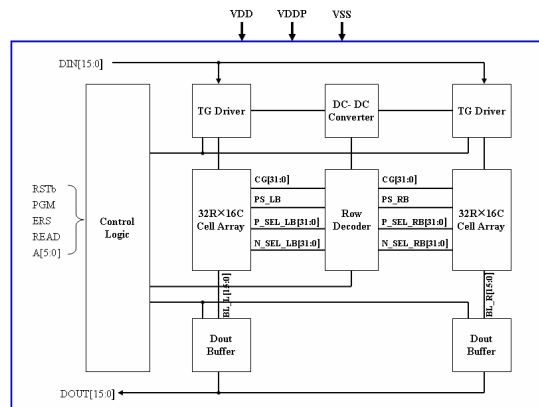 VDD VDDP VSS
DIN[15:0]
TG Driver
DC- DC
Converter
TG Driver
RSTb
PGM
ERS
READ
A[5:0]
Control
Logic
32R×16C
Cell Array
CG[31:0]
PS_LB
P_SEL_LB[31:0]
N_SEL_LB[31:0]
Row
Decoder
CG[31:0]
PS_RB
P_SEL_RB[31:0]
N_SEL_RB[31:0]
32R×16C
Cell Array
BL_L[15:0]
BL_R[15:0]
Dout
Buffer
Dout
Buffer
DOUT[15:0]